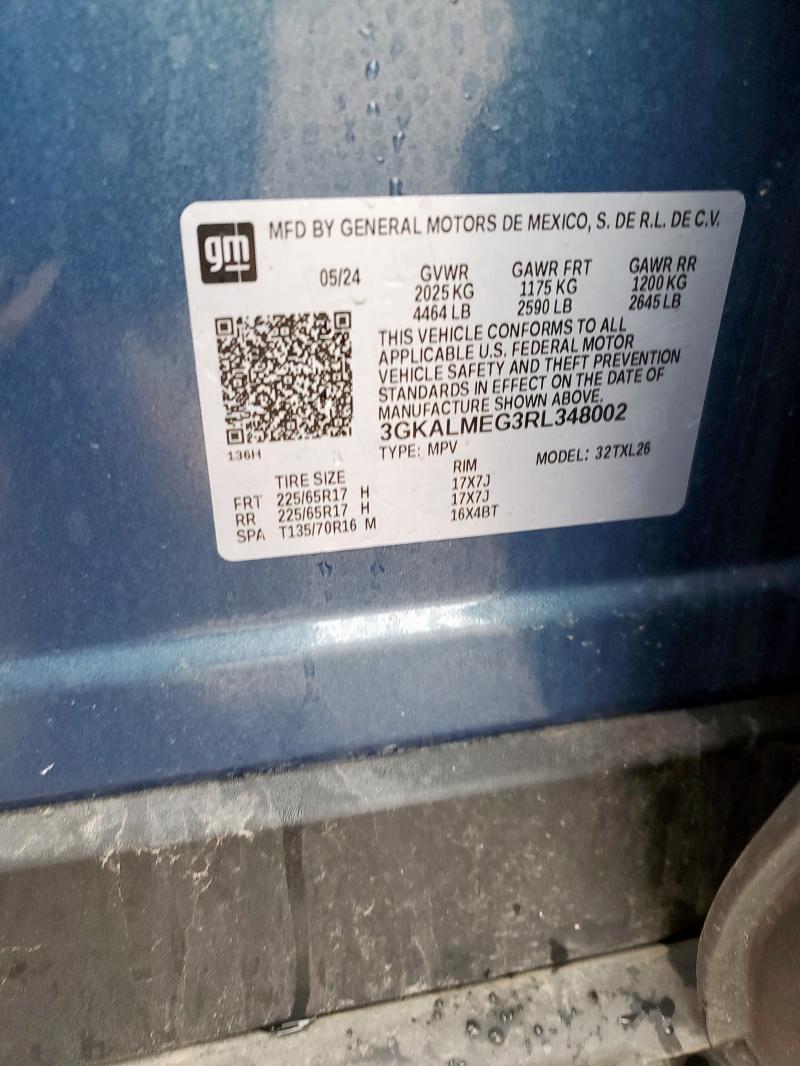 gm
MFD BY GENERAL MOTORS DE MEXICO, S. DE R.L. DE C.V.
05/24 GVWR GAWR FRT GAWR RR
2025 KG 1175 KG 1200 KG
4464 LB 2590 LB 2645 LB
THIS VEHICLE CONFORMS TO ALL
APPLICABLE U.S. FEDERAL MOTOR
VEHICLE SAFETY AND THEFT PREVENTION
STANDARDS IN EFFECT ON THE DATE OF
MANUFACTURE SHOWN ABOVE.
3GKALMEG3RL348002
136H
TYPE: MPV MODEL: 32TXL26
TIRE SIZE RIM
FRT 225/65R17 H 17X7J
RR 225/65R17 H 17X7J
SPA T135/70R16 M 16X4BT